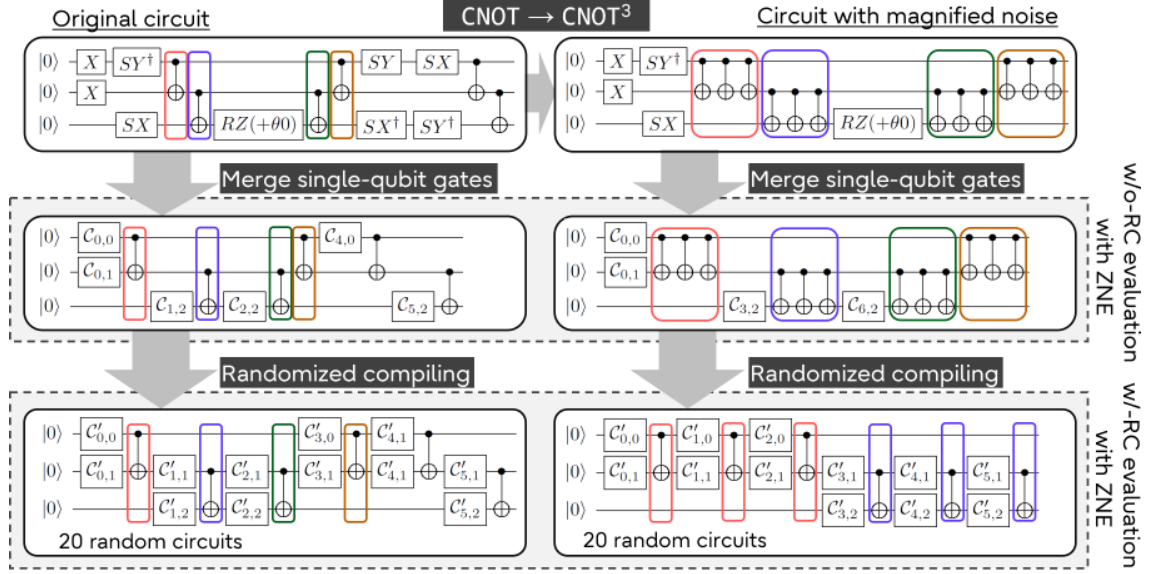 Original circuit
CNOT → CNOT³
Circuit with magnified noise
|0⟩ X SY† SY SX
|0⟩ X
|0⟩ SX RZ(+θ0) SX† SY†
|0⟩ X SY†
|0⟩ X
|0⟩ SX RZ(+θ0)
Merge single-qubit gates
Merge single-qubit gates
|0⟩ C0,0 C4,0
|0⟩ C0,1
|0⟩ C1,2 C2,2 C5,2
|0⟩ C0,0
|0⟩ C0,1
|0⟩ C3,2 C6,2
w/o-RC evaluation
with ZNE
Randomized compiling
Randomized compiling
|0⟩ C′0,0 C′3,0 C′4,1
|0⟩ C′0,1 C′1,1 C′2,1 C′3,1 C′4,1 C′5,1
|0⟩ C′1,2 C′2,2 C′5,2
20 random circuits
|0⟩ C′0,0 C′1,0 C′2,0
|0⟩ C′0,1 C′1,1 C′2,1 C′3,1 C′4,1 C′5,1
|0⟩ C′3,2 C′4,2 C′5,2
20 random circuits
w/-RC evaluation
with ZNE